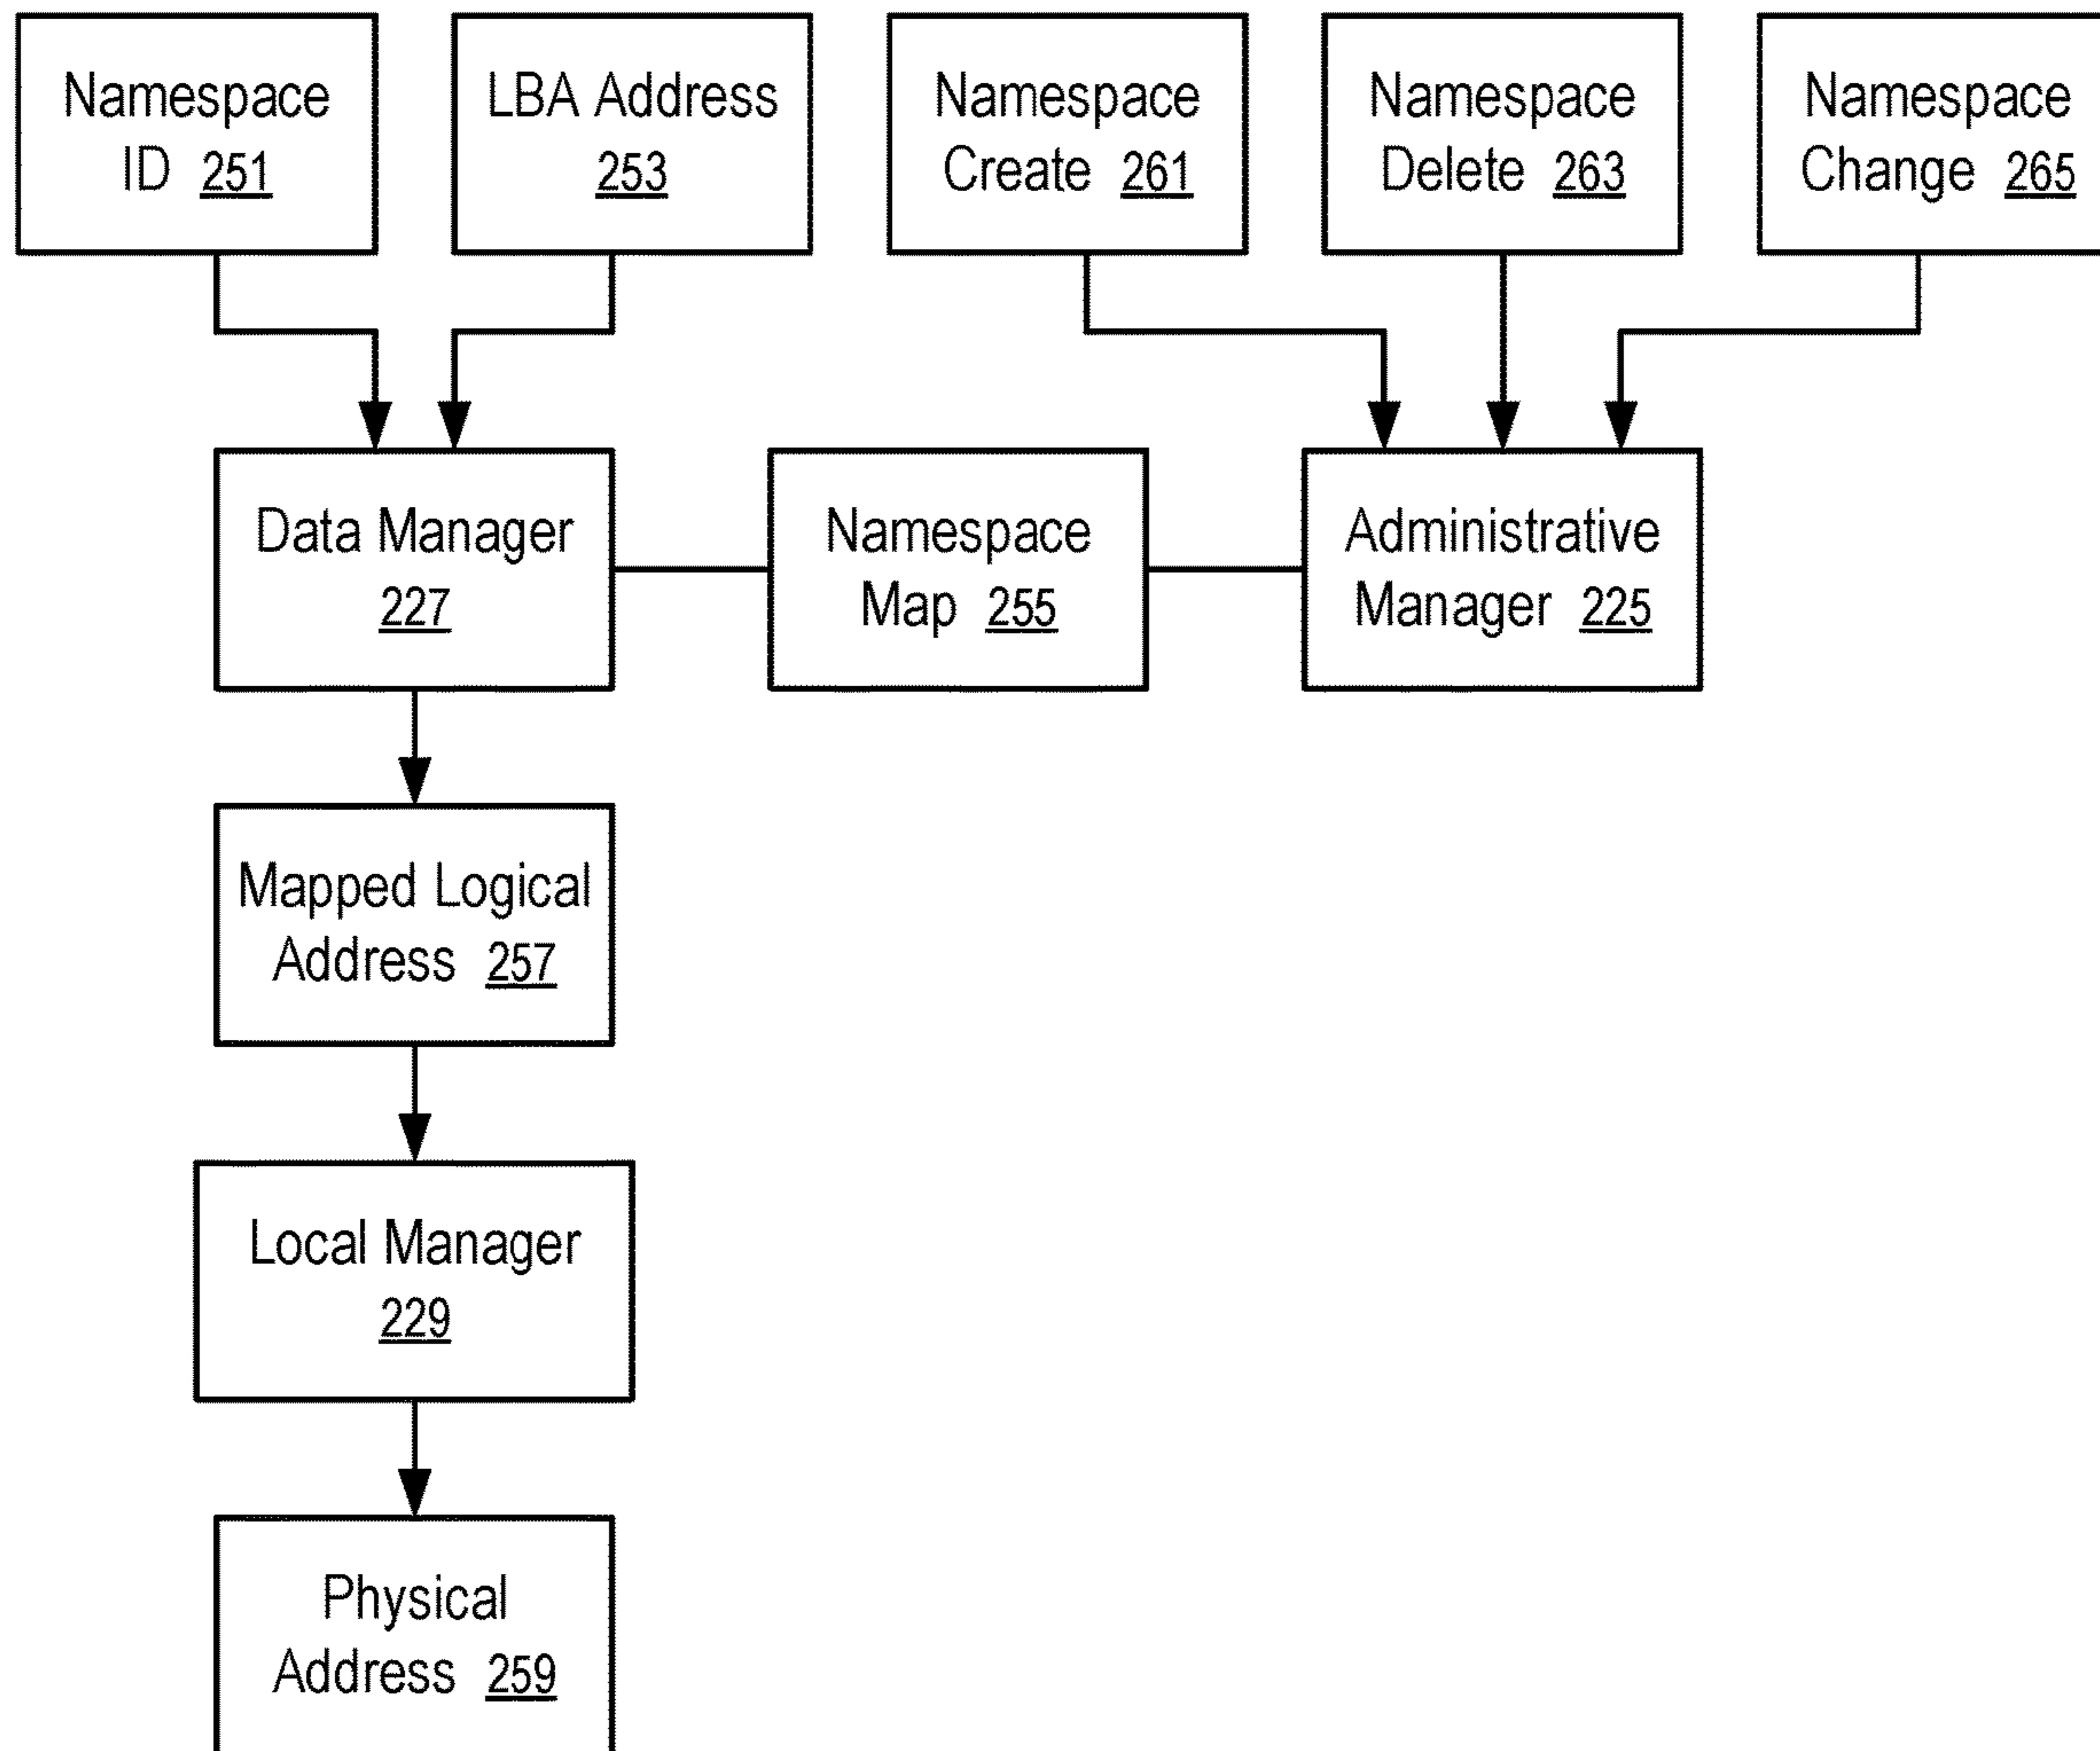 Namespace
ID 251
LBA Address
253
Namespace
Create 261
Namespace
Delete 263
Namespace
Change 265
Data Manager
227
Namespace
Map 255
Administrative
Manager 225
Mapped Logical
Address 257
Local Manager
229
Physical
Address 259